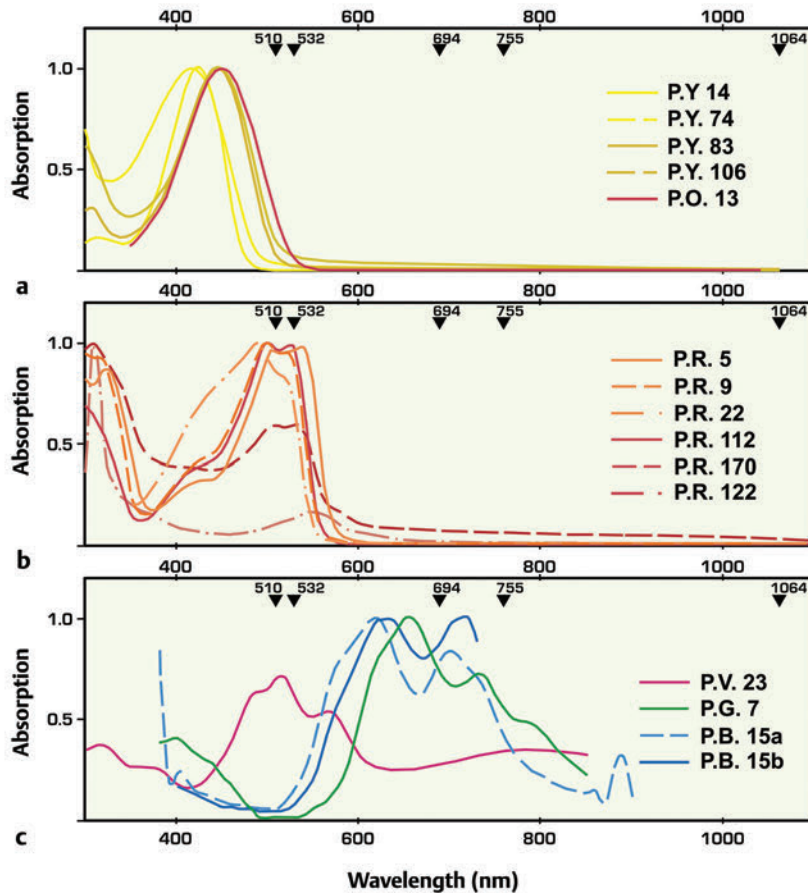 400 600 800 1000
510 532 694 755 1064
1.0
0.5
Absorption
P.Y 14
P.Y. 74
P.Y. 83
P.Y. 106
P.O. 13
a
400 600 800 1000
510 532 694 755 1064
1.0
0.5
Absorption
P.R. 5
P.R. 9
P.R. 22
P.R. 112
P.R. 170
P.R. 122
b
400 600 800 1000
510 532 694 755 1064
1.0
0.5
Absorption
P.V. 23
P.G. 7
P.B. 15a
P.B. 15b
c
400 600 800 1000
Wavelength (nm)